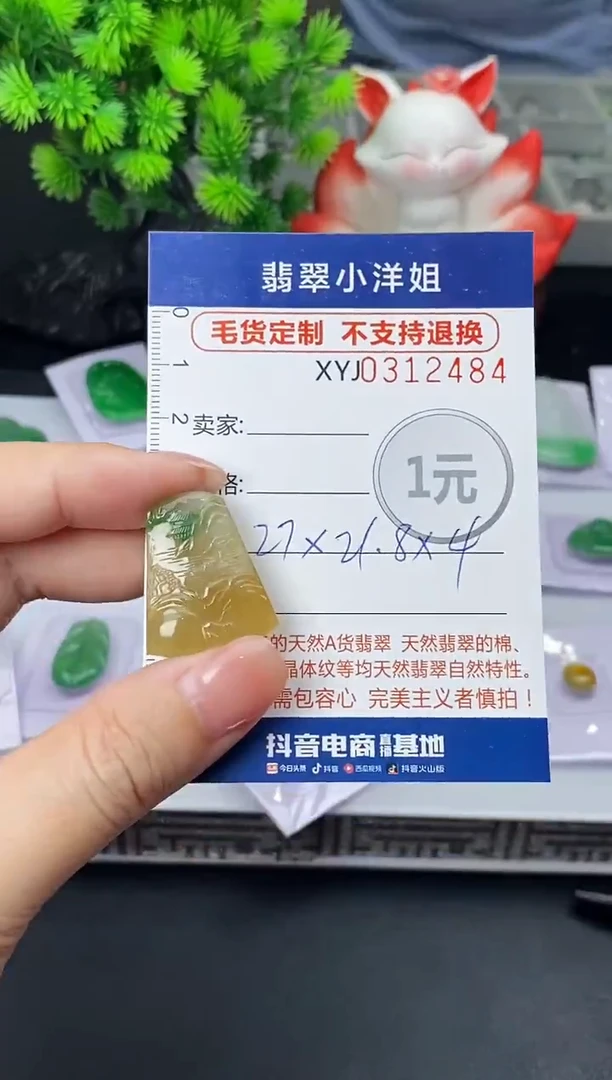 翡翠小洋姐
毛货定制 不支持退换
XYJ0312484
0
1
2
卖家:
格:
1元
27×21.8×4
的天然A货翡翠 天然翡翠的棉、
晶体纹等均天然翡翠自然特性。
需包容心 完美主义者慎拍！
抖音电商直播基地
今日头条 抖音 西瓜视频 抖音火山版